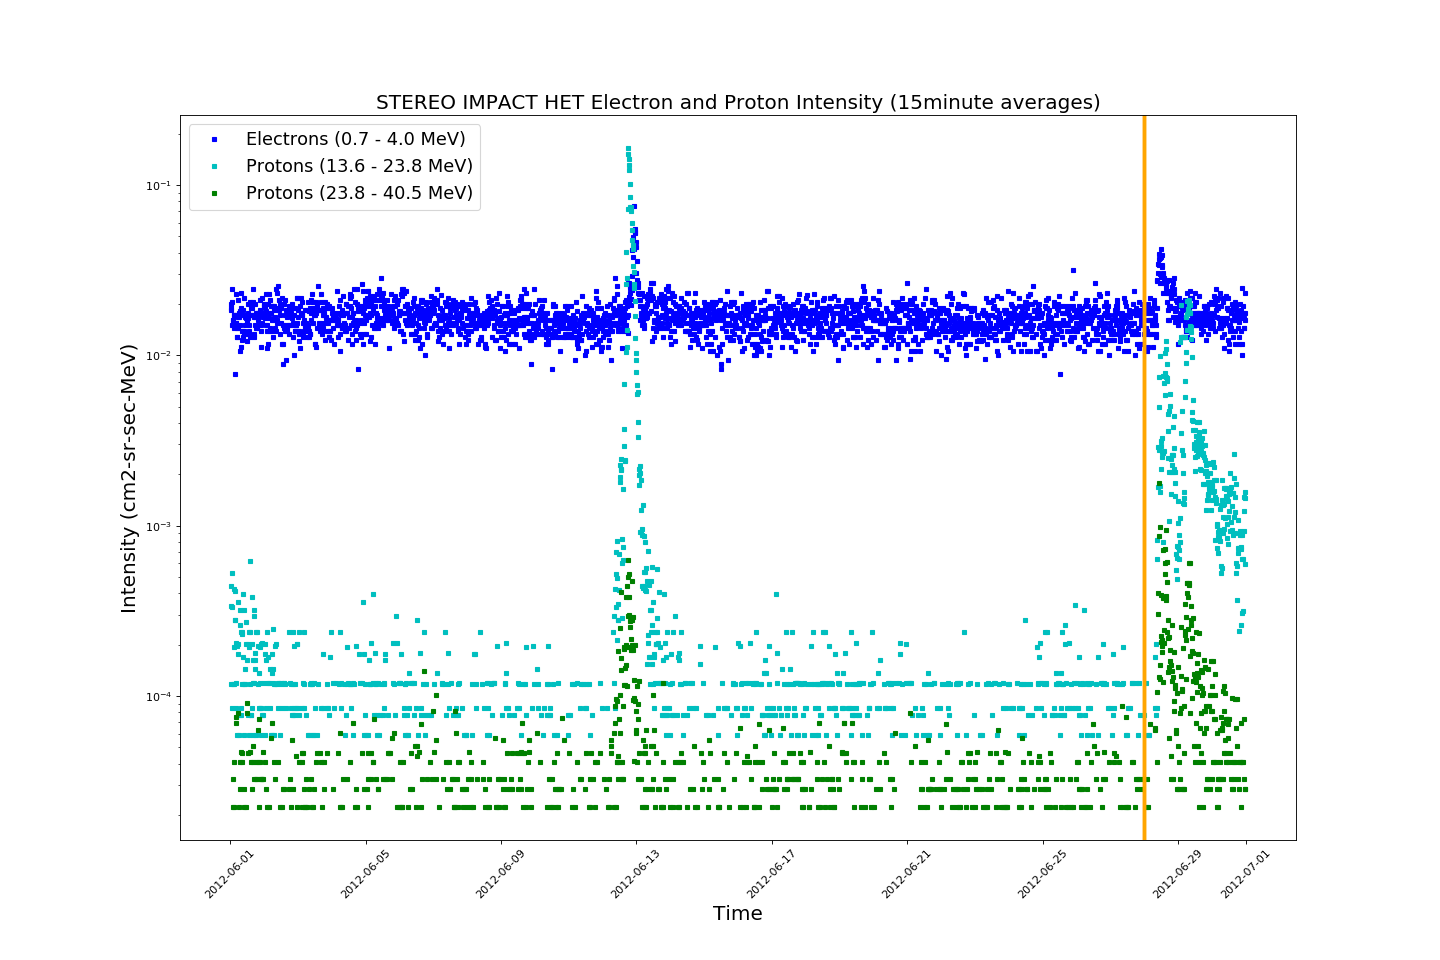 STEREO IMPACT HET Electron and Proton Intensity (15minute averages)
Electrons (0.7 - 4.0 MeV)
Protons (13.6 - 23.8 MeV)
Protons (23.8 - 40.5 MeV)
Intensity (cm2-sr-sec-MeV)
10⁻¹
10⁻²
10⁻³
10⁻⁴
2012-06-01
2012-06-05
2012-06-09
2012-06-13
2012-06-17
2012-06-21
2012-06-25
2012-06-29
2012-07-01
Time